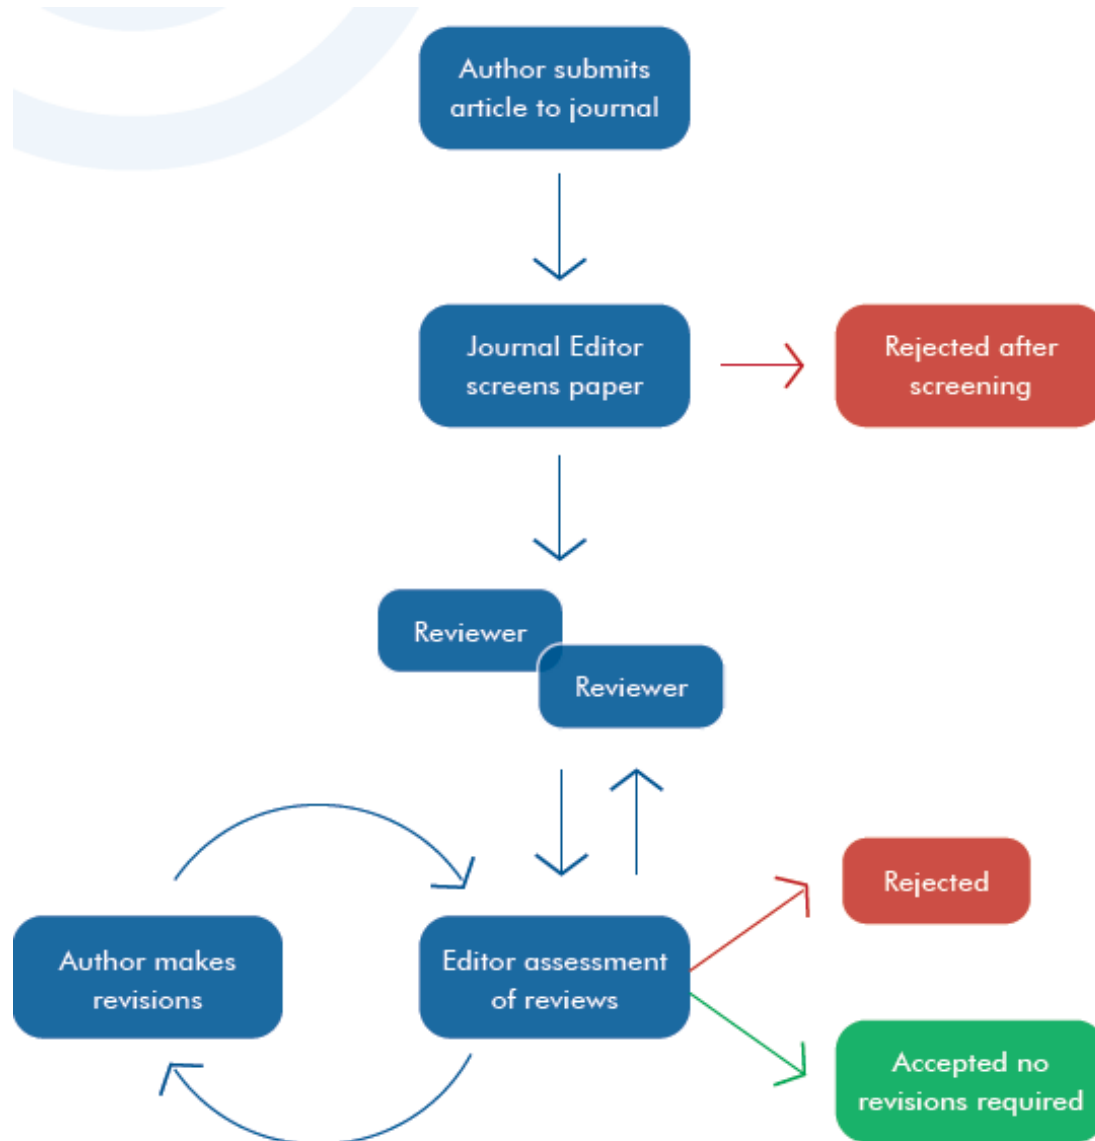 Author submits
article to journal
Journal Editor
screens paper
Rejected after
screening
Reviewer
Reviewer
Rejected
Author makes
revisions
Editor assessment
of reviews
Accepted no
revisions required